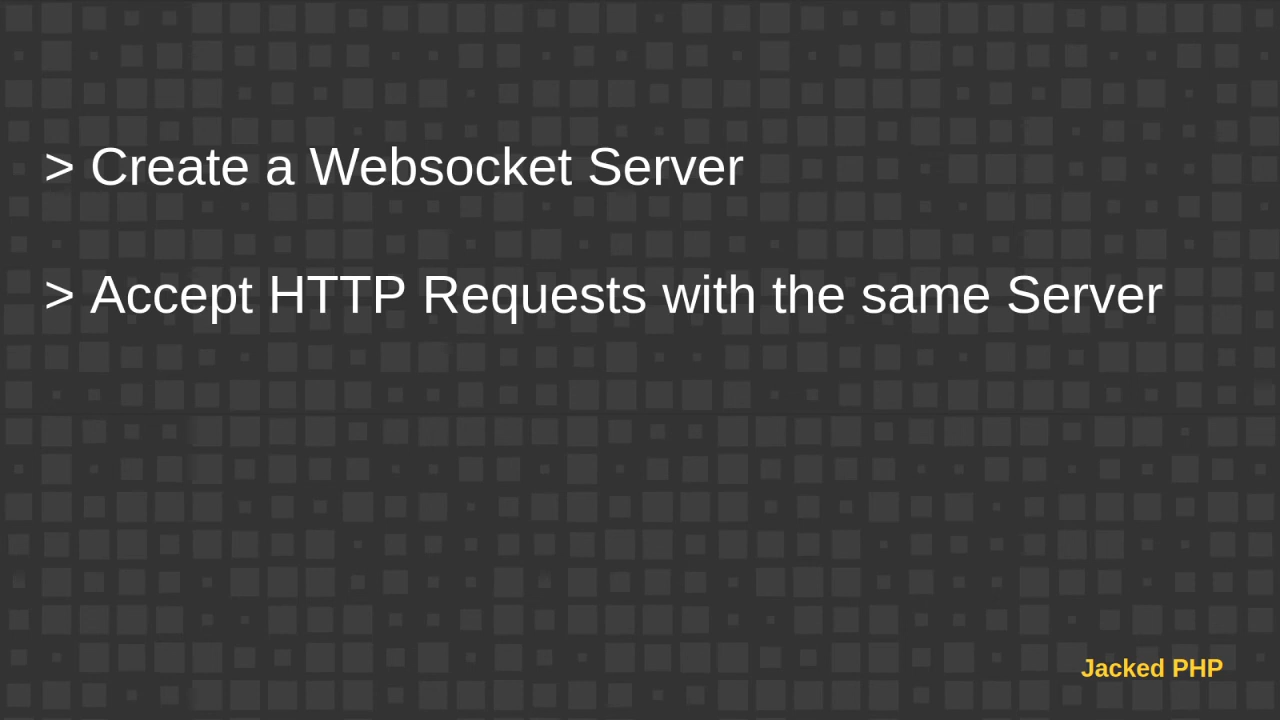 > Create a Websocket Server
> Accept HTTP Requests with the same Server
Jacked PHP